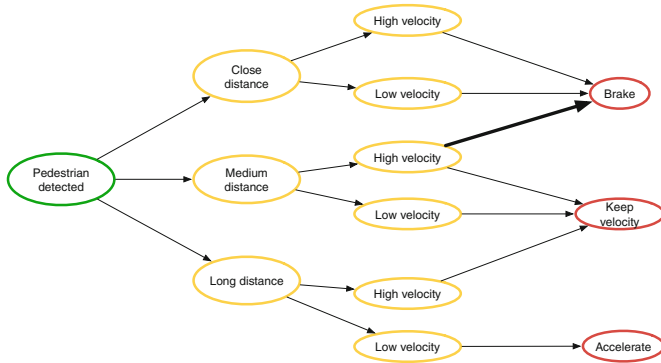 High velocity
Close
distance
Low velocity
Brake
Pedestrian
detected
Medium
distance
High velocity
Low velocity
Keep
velocity
Long distance
High velocity
Low velocity
Accelerate